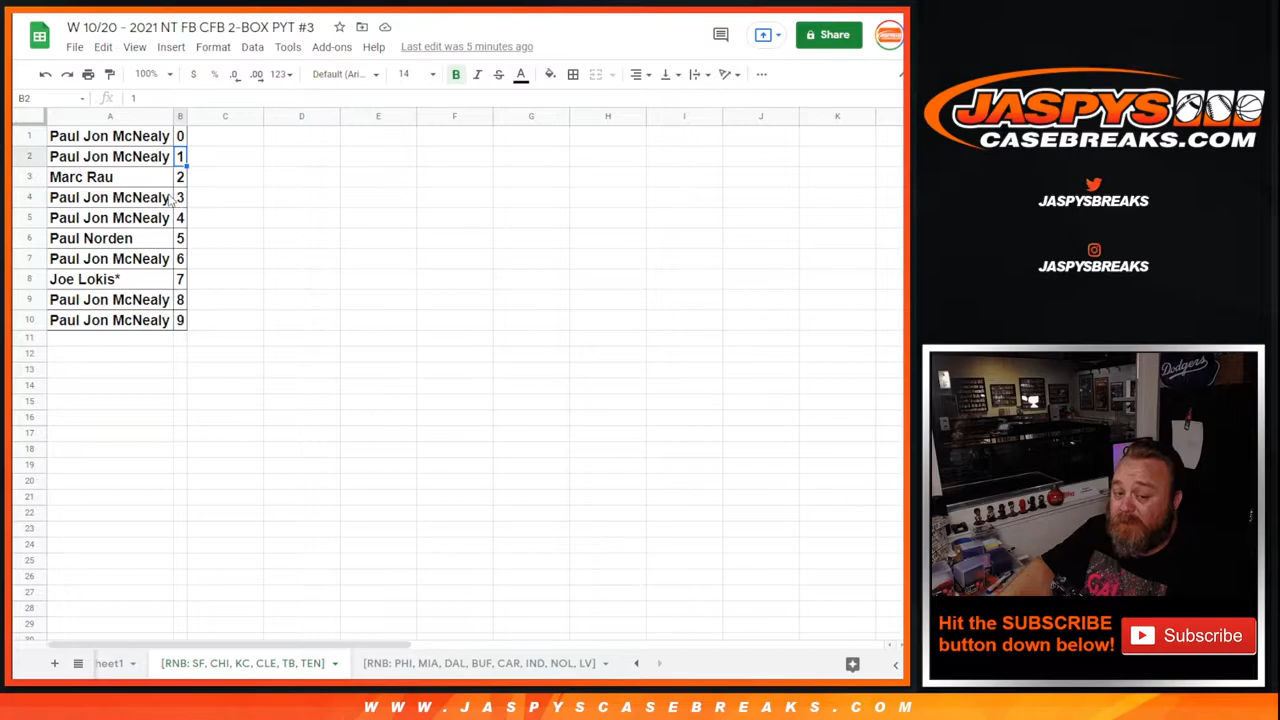 W 10/20 - 2021 NT FB CFB 2-BOX PYT #3
File Edit View Insert Format Data Tools Add-ons Help Last edit was 5 minutes ago
Share
100% $ % .0 .00 123 Default (Ari... 14 B I S A
B2 fx 1
A B C D E F G H I J K
1 Paul Jon McNealy 0
2 Paul Jon McNealy 1
3 Marc Rau 2
4 Paul Jon McNealy 3
5 Paul Jon McNealy 4
6 Paul Norden 5
7 Paul Jon McNealy 6
8 Joe Lokis* 7
9 Paul Jon McNealy 8
10 Paul Jon McNealy 9
11
12
13
14
15
16
17
18
19
20
21
22
23
24
25
26
27
28
29
30
heet1 [RNB: SF, CHI, KC, CLE, TB, TEN] [RNB: PHI, MIA, DAL, BUF, CAR, IND, NOL, LV]
JASPYS
CASEBREAKS.COM
JASPYSBREAKS
JASPYSBREAKS
Dodgers
Hit the SUBSCRIBE
button down below!
Subscribe
WWW.JASPYSCASEBREAKS.COM